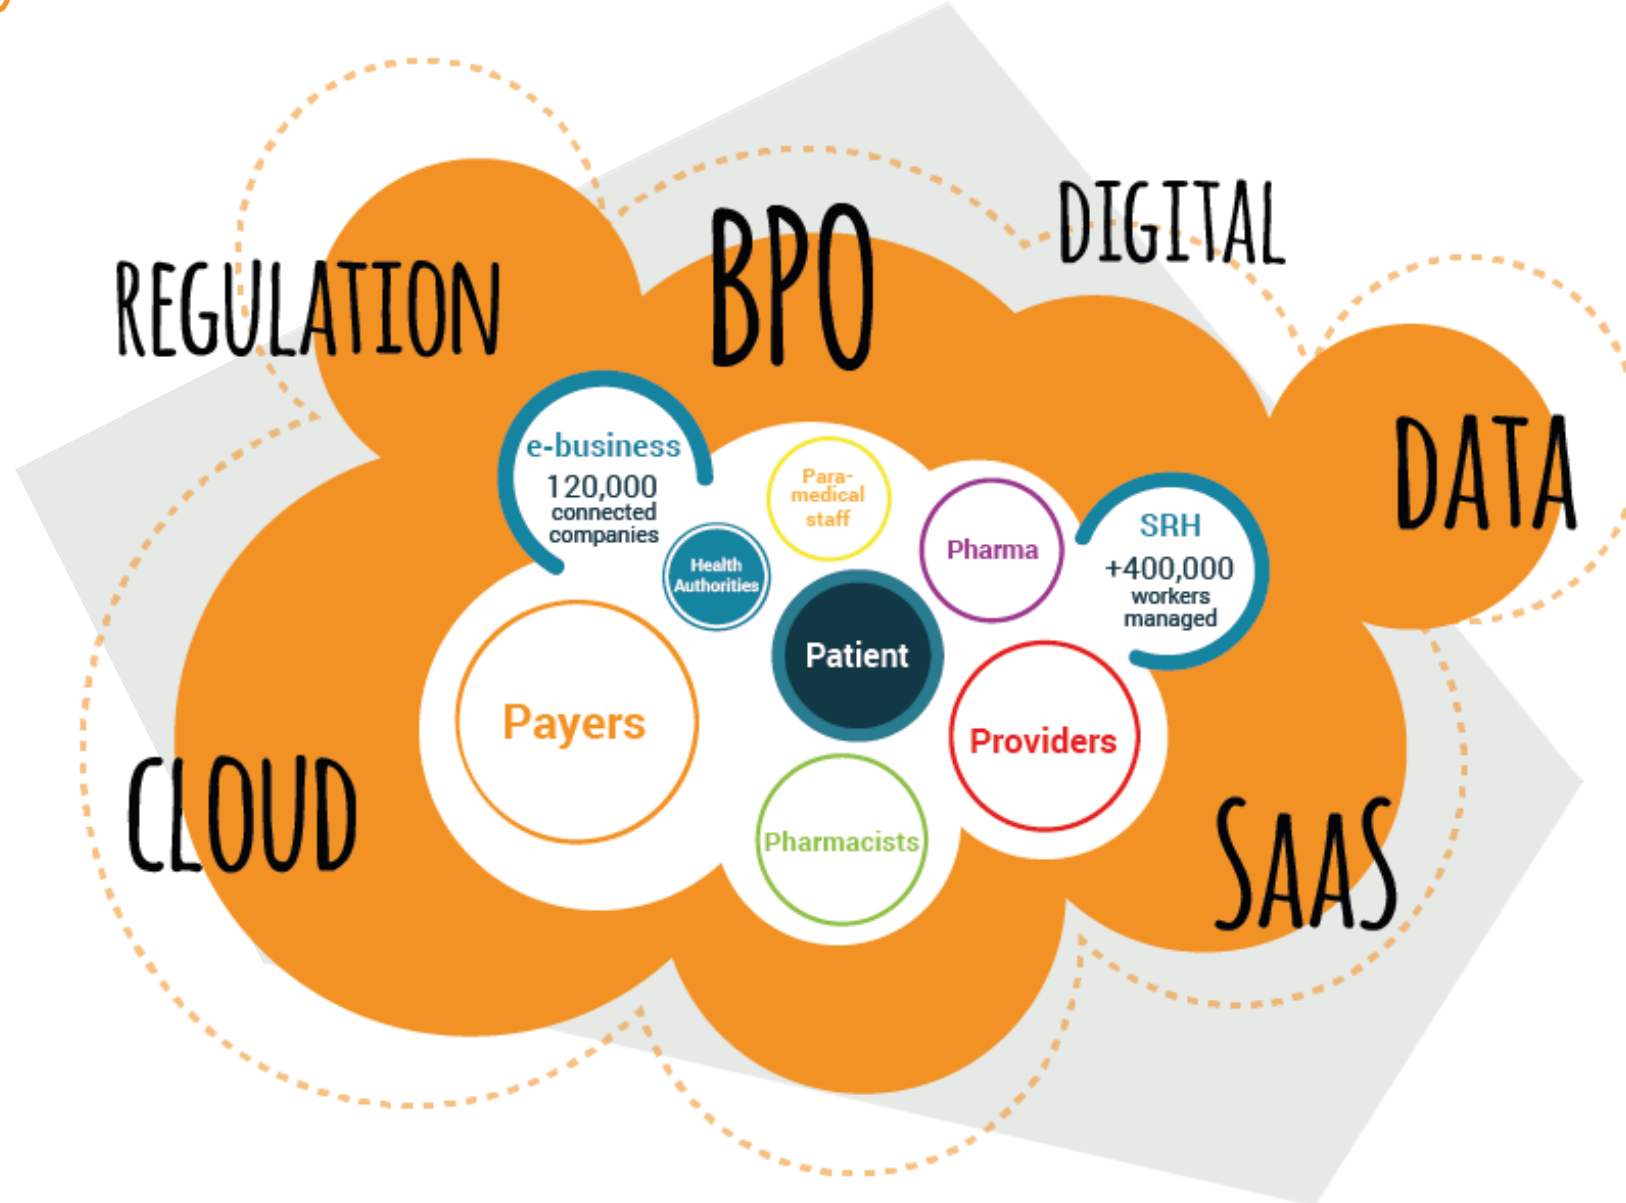 DIGITAL
BPO
REGULATION
DATA
e-business
120,000
connected
companies
Para-
medical
staff
Health
Authorities
Pharma
SRH
+400,000
workers
managed
Patient
Payers
Providers
Pharmacists
CLOUD
SAAS